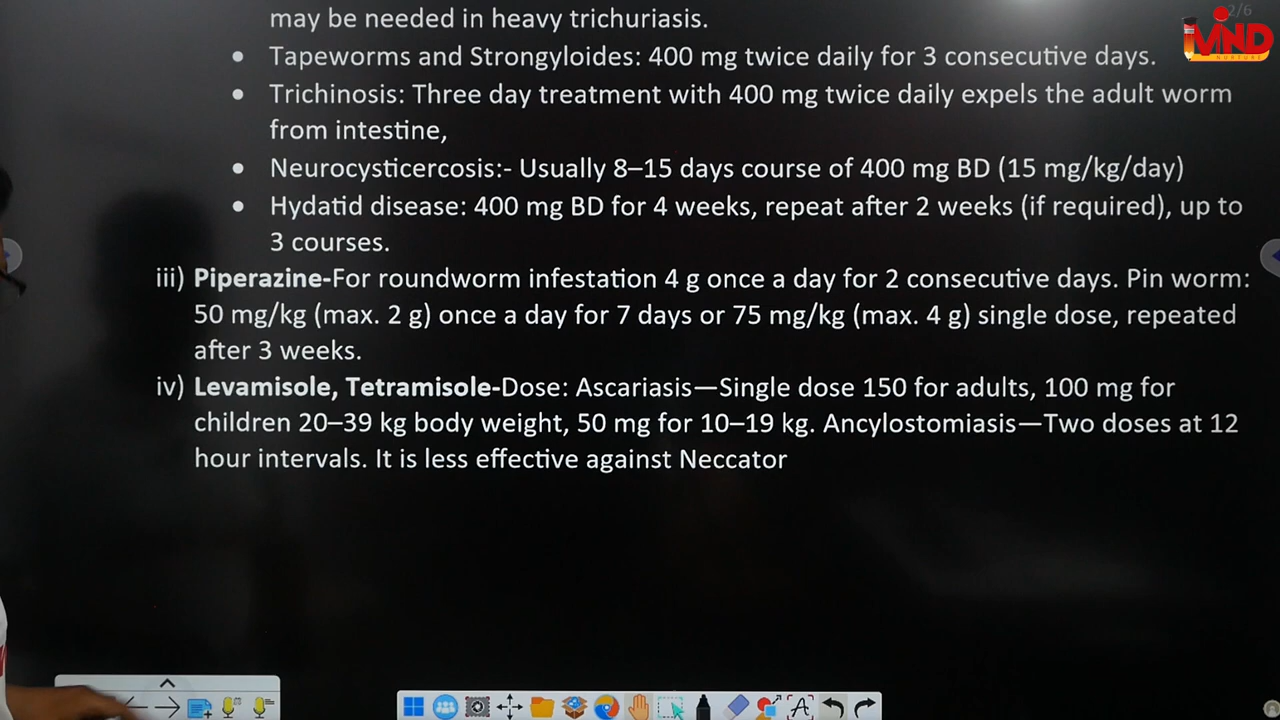 2/6
MIND
NURTURE
may be needed in heavy trichuriasis.
• Tapeworms and Strongyloides: 400 mg twice daily for 3 consecutive days.
• Trichinosis: Three day treatment with 400 mg twice daily expels the adult worm
from intestine,
• Neurocysticercosis:- Usually 8–15 days course of 400 mg BD (15 mg/kg/day)
• Hydatid disease: 400 mg BD for 4 weeks, repeat after 2 weeks (if required), up to
3 courses.
iii) Piperazine-For roundworm infestation 4 g once a day for 2 consecutive days. Pin worm:
50 mg/kg (max. 2 g) once a day for 7 days or 75 mg/kg (max. 4 g) single dose, repeated
after 3 weeks.
iv) Levamisole, Tetramisole-Dose: Ascariasis—Single dose 150 for adults, 100 mg for
children 20–39 kg body weight, 50 mg for 10–19 kg. Ancylostomiasis—Two doses at 12
hour intervals. It is less effective against Neccator